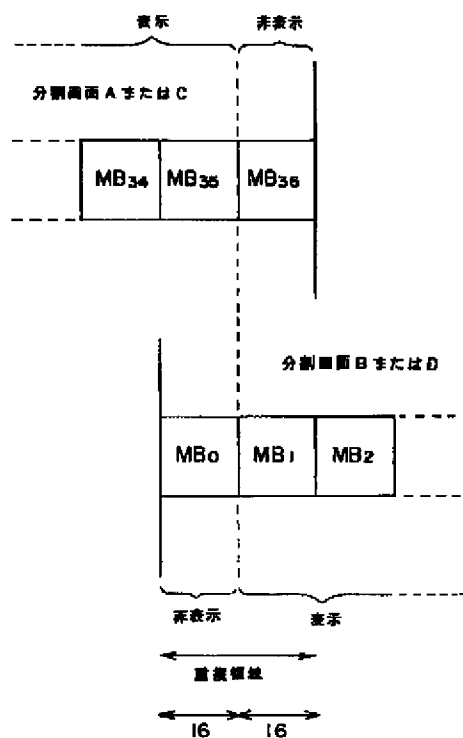 表示 非表示
分割画面AまたはC
MB34 MB35 MB36
分割画面BまたはD
MB0 MB1 MB2
非表示 表示
重複領域
16 16